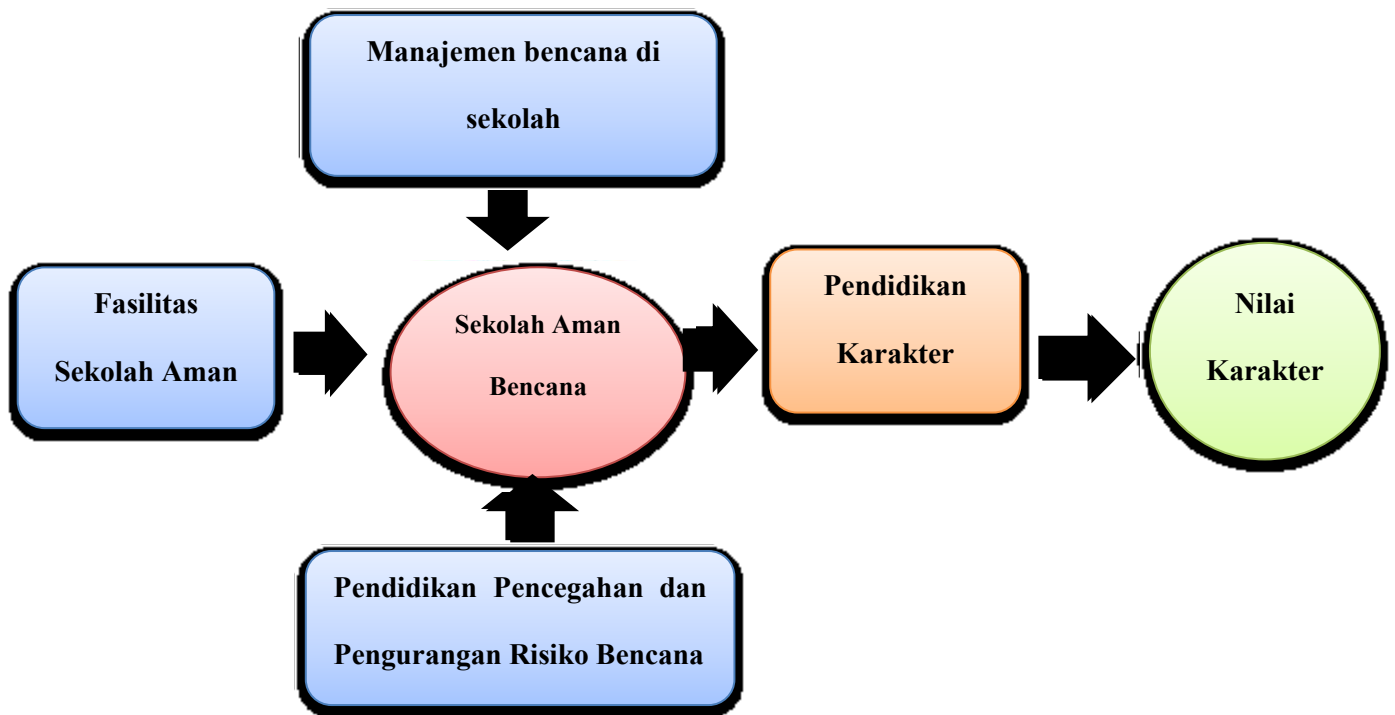 Manajemen bencana di
sekolah
Fasilitas
Sekolah Aman
Sekolah Aman
Bencana
Pendidikan
Karakter
Nilai
Karakter
Pendidikan Pencegahan dan
Pengurangan Risiko Bencana